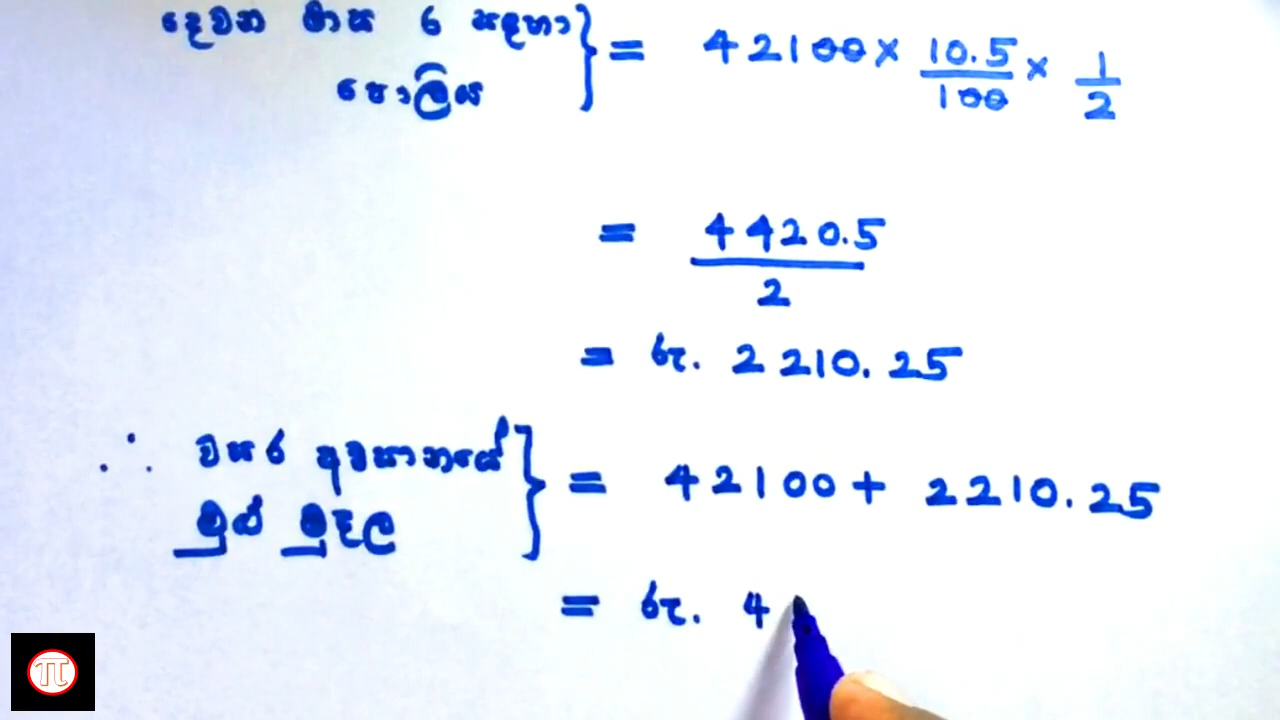 දෙවන මාස 6 සඳහා } = 42100 × 10.5/100 × 1/2
පොලිය
= 4420.5/2
= රු. 2210.25
∴ වසර අවසානයේ } = 42100 + 2210.25
මුළු මුදල
= රු. 4
π